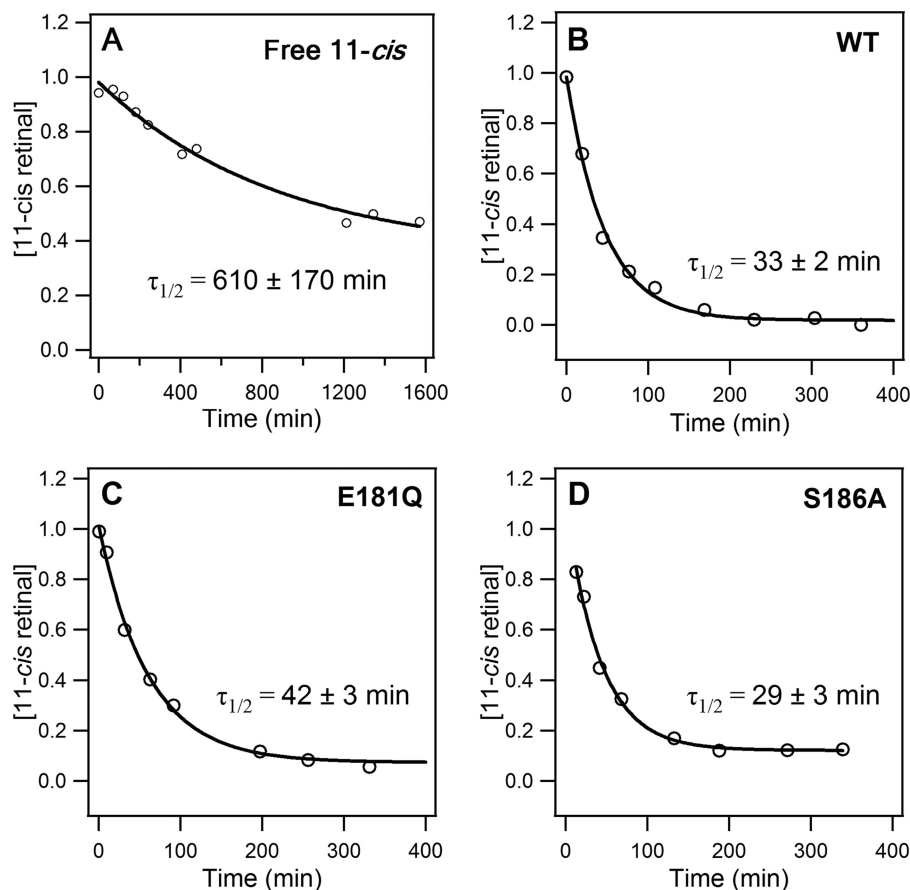 A
Free 11-cis
[11-cis retinal]
1.2
1.0
0.8
0.6
0.4
0.2
0.0
τ1/2 = 610 ± 170 min
0 400 800 1200 1600
Time (min)
B
WT
[11-cis retinal]
1.2
1.0
0.8
0.6
0.4
0.2
0.0
τ1/2 = 33 ± 2 min
0 100 200 300 400
Time (min)
C
E181Q
[11-cis retinal]
1.2
1.0
0.8
0.6
0.4
0.2
0.0
τ1/2 = 42 ± 3 min
0 100 200 300 400
Time (min)
D
S186A
[11-cis retinal]
1.2
1.0
0.8
0.6
0.4
0.2
0.0
τ1/2 = 29 ± 3 min
0 100 200 300 400
Time (min)